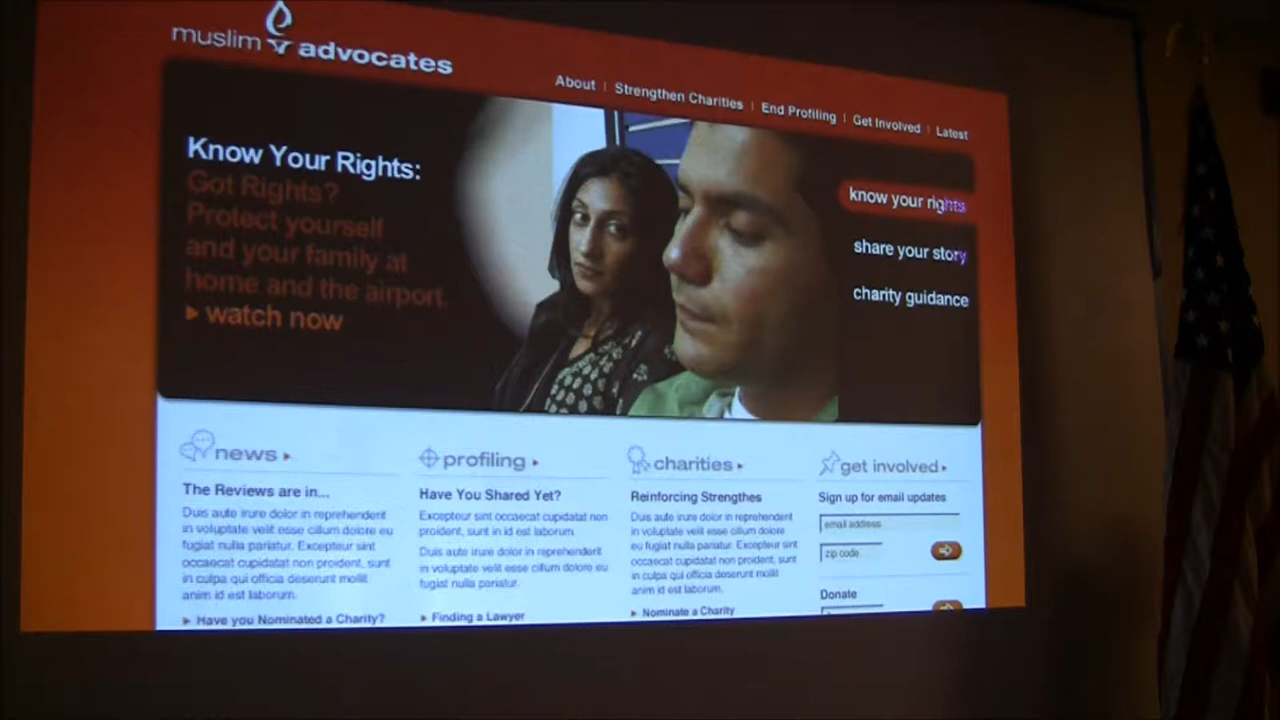 muslim advocates
About | Strengthen Charities | End Profiling | Get Involved | Latest
Know Your Rights:
Got Rights?
Protect yourself
and your family at
home and the airport.
watch now
know your rights
share your story
charity guidance
news
The Reviews are in...
Duis aute irure dolor in reprehenderit
in voluptate velit esse cillum dolore eu
fugiat nulla pariatur. Excepteur sint
occaecat cupidatat non proident, sunt
in culpa qui officia deserunt mollit
anim id est laborum.
Have you Nominated a Charity?
profiling
Have You Shared Yet?
Excepteur sint occaecat cupidatat non
proident, sunt in id est laborum.
Duis aute irure dolor in reprehenderit
in voluptate velit esse cillum dolore eu
fugiat nulla pariatur.
Finding a Lawyer
charities
Reinforcing Strengthes
Duis aute irure dolor in reprehenderit
in voluptate velit esse cillum dolore
eu fugiat nulla pariatur. Excepteur sint
occaecat cupidatat non proident, sunt
in culpa qui officia deserunt mollit
anim id est laborum.
Nominate a Charity
get involved
Sign up for email updates
email address
zip code
Donate